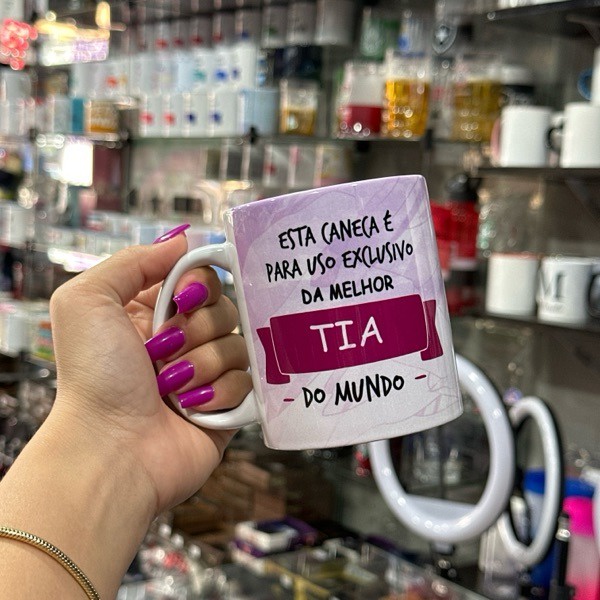 ESTA CANECA É
PARA USO EXCLUSIVO
DA MELHOR
TIA
- DO MUNDO -
M